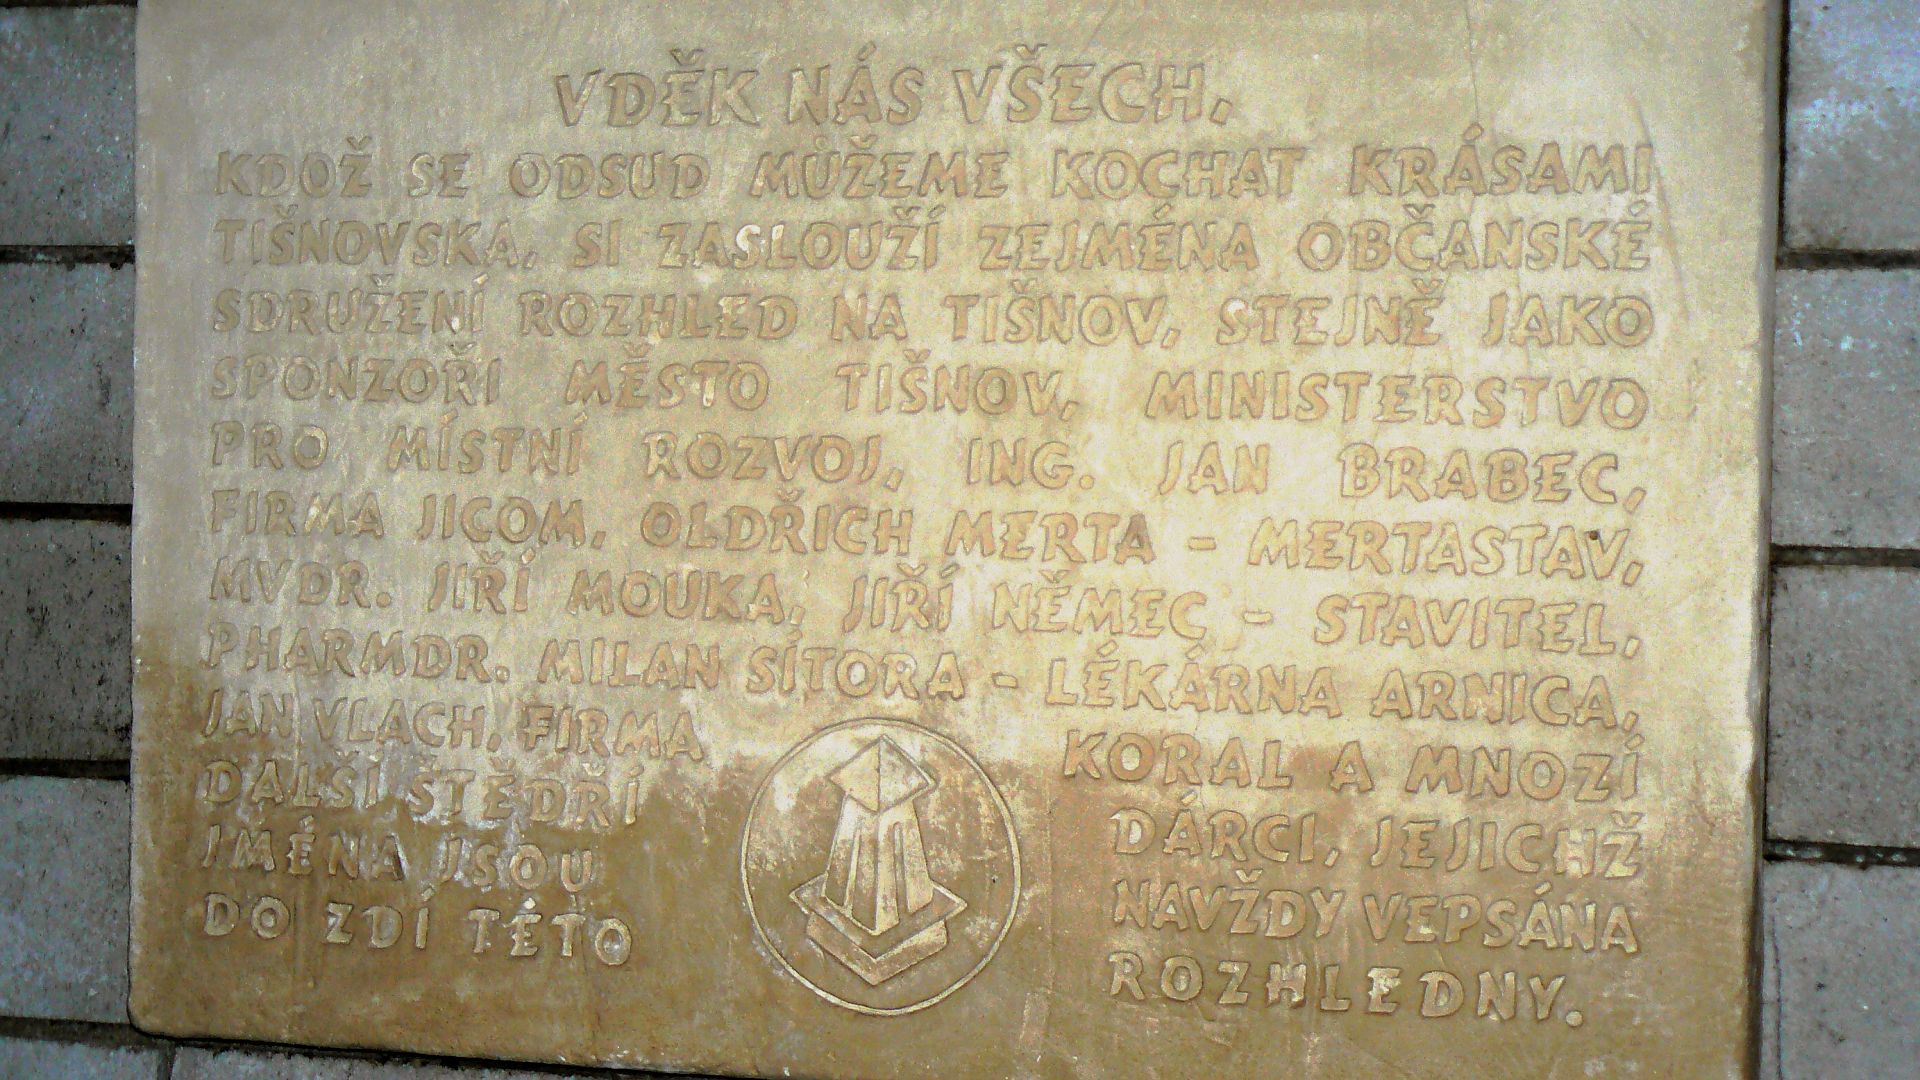 VDĚK NÁS VŠECH,
KDOŽ SE ODSUD MŮŽEME KOCHAT KRÁSAMI
TIŠNOVSKA, SI ZASLOUŽÍ ZEJMÉNA OBČANSKÉ
SDRUŽENÍ ROZHLED NA TIŠNOV, STEJNĚ JAKO
SPONZOŘI MĚSTO TIŠNOV, MINISTERSTVO
PRO MÍSTNÍ ROZVOJ, ING. JAN BRABEC,
FIRMA JICOM, OLDŘICH MERTA - MERTASTAV,
MVDR. JIŘÍ MOUKA, JIŘÍ NĚMEC - STAVITEL,
PHARMDR. MILAN SÍTORA - LÉKÁRNA ARNICA,
JAN VLACH, FIRMA KORAL A MNOZÍ
DALŠÍ ŠTĚDŘÍ DÁRCI, JEJICHŽ
JMÉNA JSOU NAVŽDY VEPSÁNA
DO ZDÍ TÉTO ROZHLEDNY.